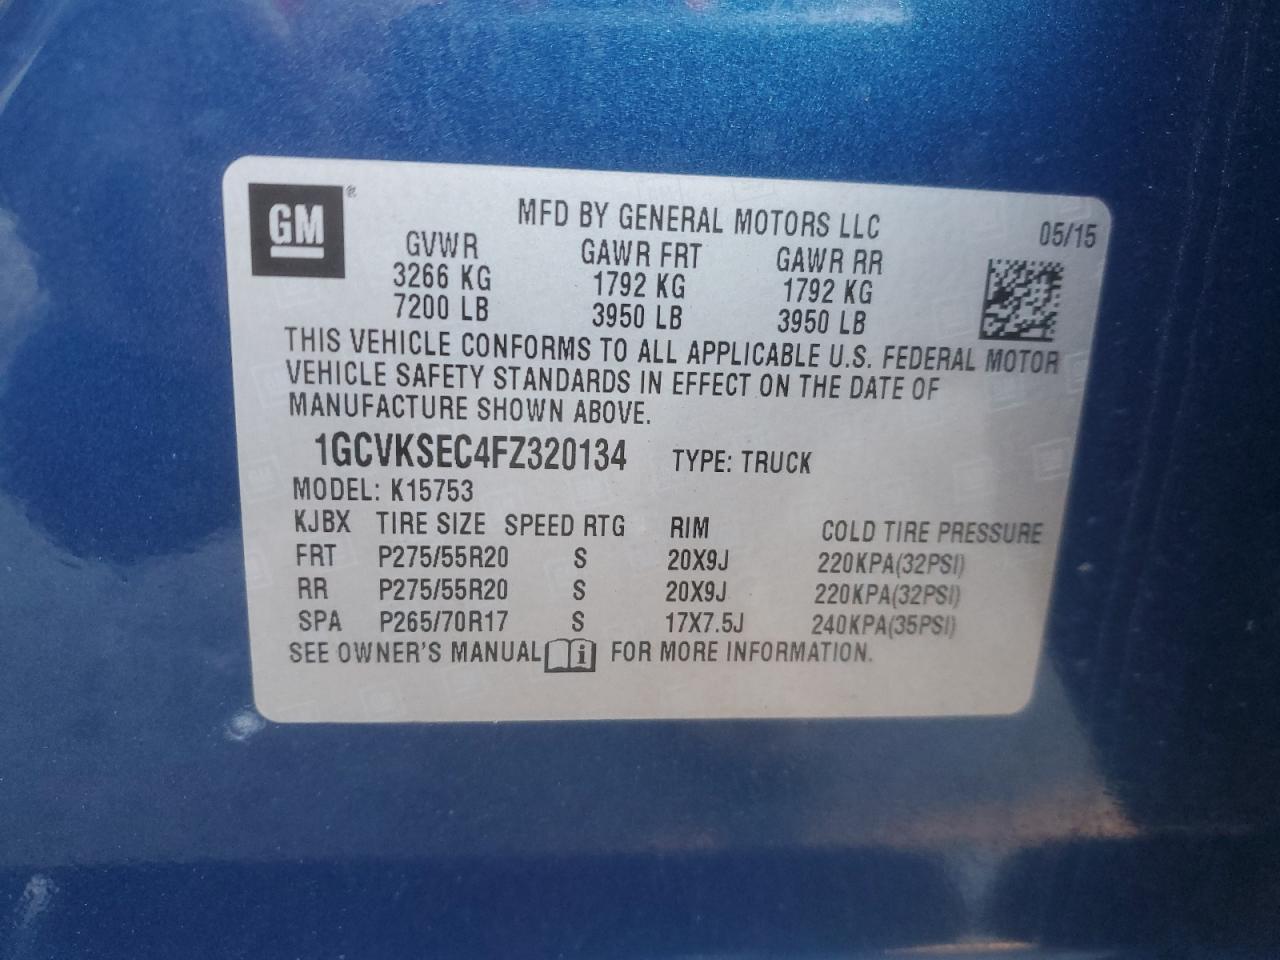 GM®
MFD BY GENERAL MOTORS LLC 05/15
GVWR GAWR FRT GAWR RR
3266 KG 1792 KG 1792 KG
7200 LB 3950 LB 3950 LB
THIS VEHICLE CONFORMS TO ALL APPLICABLE U.S. FEDERAL MOTOR
VEHICLE SAFETY STANDARDS IN EFFECT ON THE DATE OF
MANUFACTURE SHOWN ABOVE.
1GCVKSEC4FZ320134 TYPE: TRUCK
MODEL: K15753
KJBX TIRE SIZE SPEED RTG RIM COLD TIRE PRESSURE
FRT P275/55R20 S 20X9J 220KPA(32PSI)
RR P275/55R20 S 20X9J 220KPA(32PSI)
SPA P265/70R17 S 17X7.5J 240KPA(35PSI)
SEE OWNER'S MANUAL i FOR MORE INFORMATION.